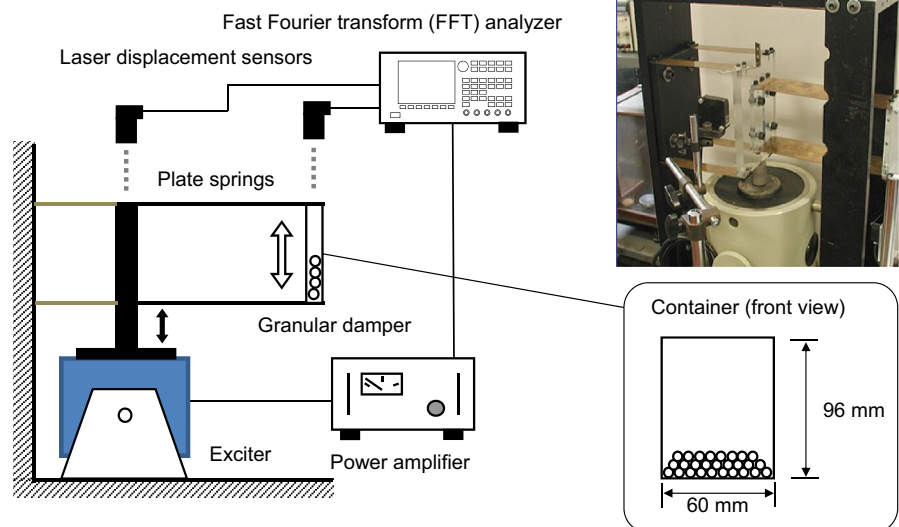 Fast Fourier transform (FFT) analyzer
Laser displacement sensors
Plate springs
Granular damper
Container (front view)
96 mm
60 mm
Exciter
Power amplifier